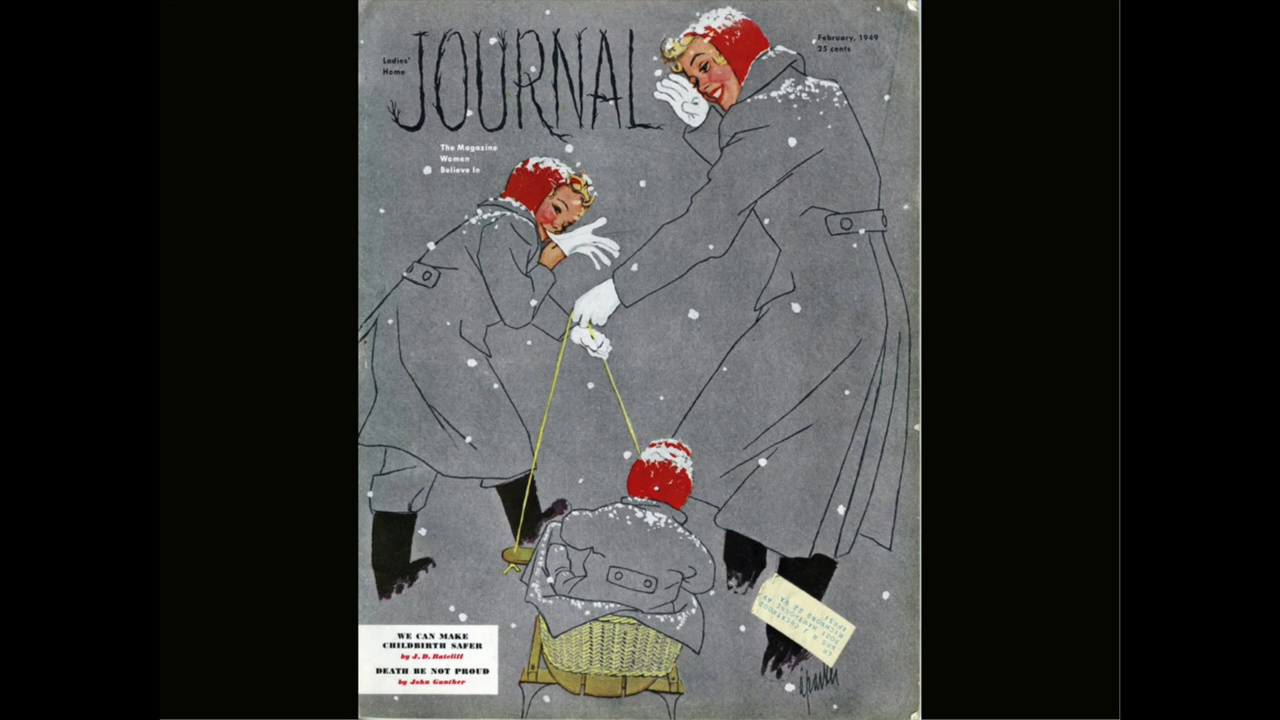 Ladies'
Home
JOURNAL
February, 1949
25 cents
The Magazine
Women
Believe In
WE CAN MAKE
CHILDBIRTH SAFER
by J. D. Ratcliff
DEATH BE NOT PROUD
by John Gunther